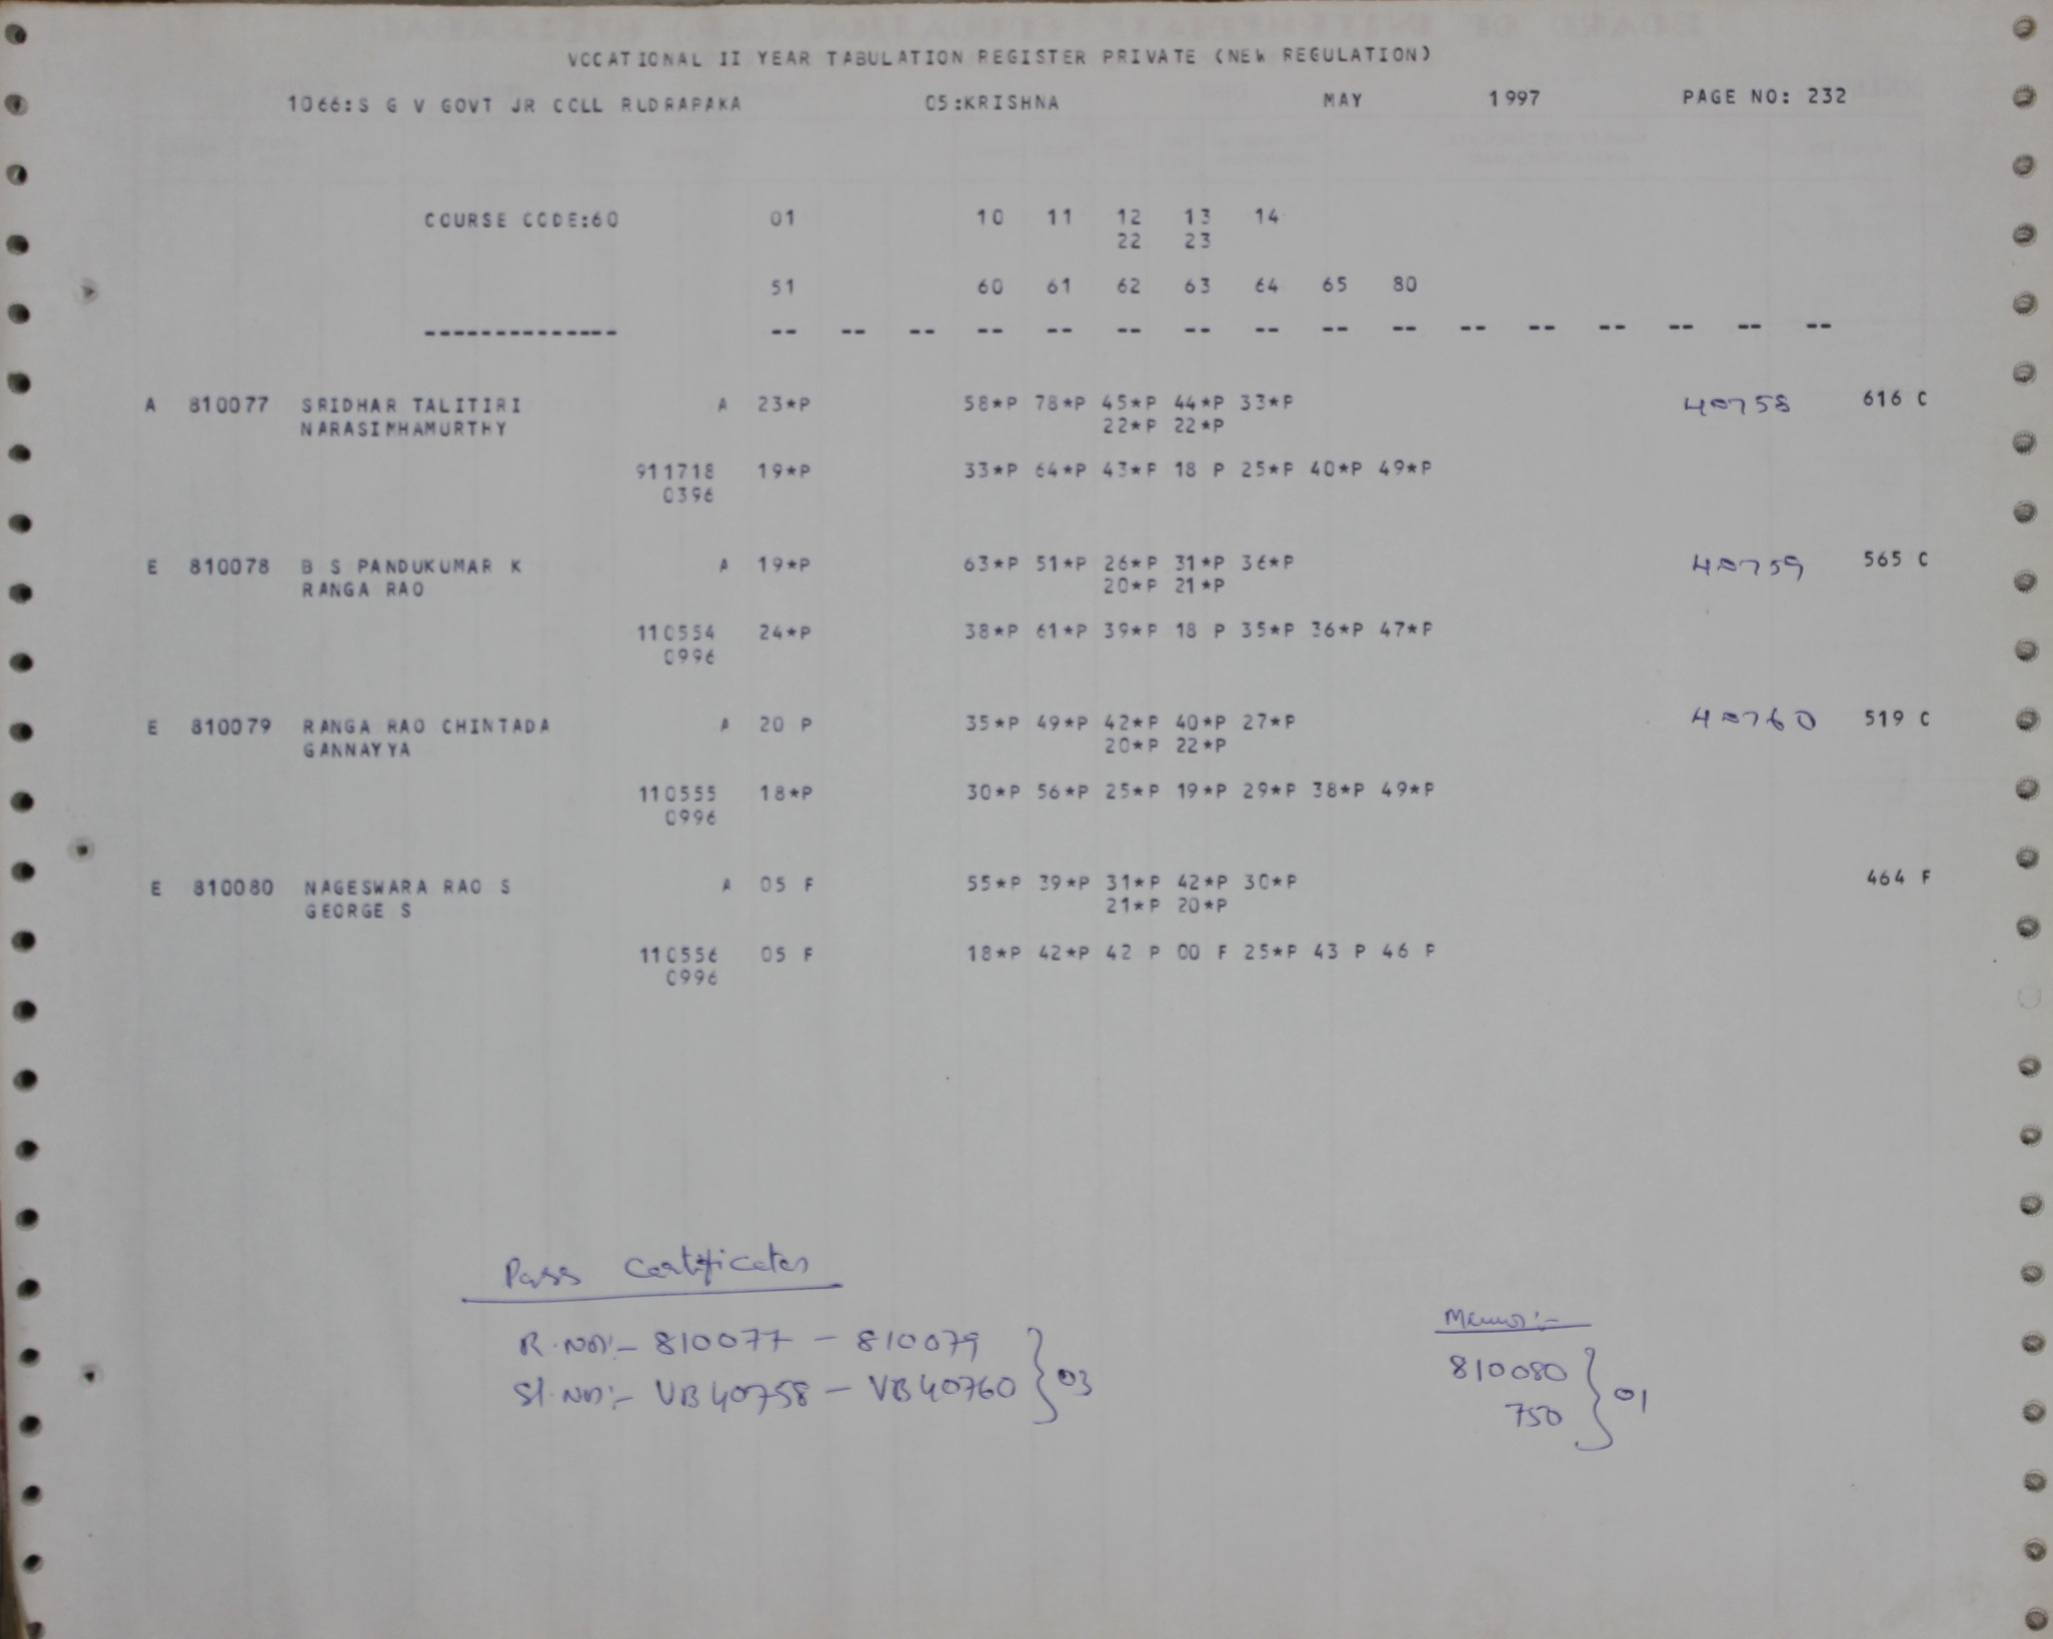 VOCATIONAL II YEAR TABULATION REGISTER PRIVATE (NEW REGULATION)
1066:S G V GOVT JR COLL RUDRAPAKA 05:KRISHNA MAY 1997 PAGE NO: 232
COURSE CODE:60 01 10 11 12 13 14
22 23
51 60 61 62 63 64 65 80
-------------- -- -- -- -- -- -- -- -- -- -- -- -- -- -- -- --
A 810077 SRIDHAR TALITIRI A 23*P 58*P 78*P 45*P 44*P 33*P 40758 616 C
NARASIMHAMURTHY 22*P 22*P
911718 19*P 33*P 64*P 43*P 18 P 25*P 40*P 49*P
0396
E 810078 B S PANDUKUMAR K A 19*P 63*P 51*P 26*P 31*P 36*P 40759 565 C
RANGA RAO 20*P 21*P
110554 24*P 38*P 61*P 39*P 18 P 35*P 36*P 47*P
0996
E 810079 RANGA RAO CHINTADA A 20 P 35*P 49*P 42*P 40*P 27*P 40760 519 C
GANNAYYA 20*P 22*P
110555 18*P 30*P 56*P 25*P 19*P 29*P 38*P 49*P
0996
E 810080 NAGESWARA RAO S A 05 F 55*P 39*P 31*P 42*P 30*P 464 F
GEORGE S 21*P 20*P
110556 05 F 18*P 42*P 42 P 00 F 25*P 43 P 46 P
0996
Pass Certificates
R.No:- 810077 - 810079
Sl.No:- VB40758 - VB40760 } 03
Memo:-
810080
750 } 01